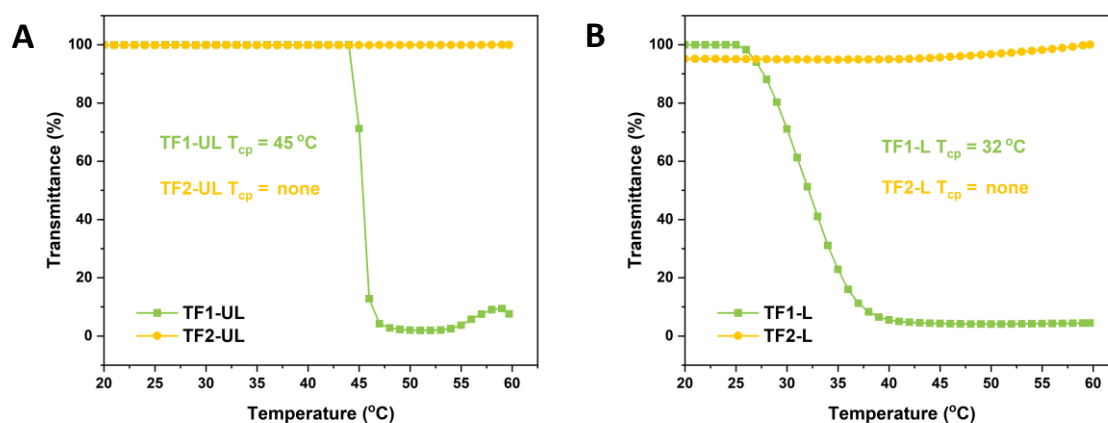 A
Transmittance (%)
100
80
60
40
20
0
TF1-UL Tcp = 45 °C
TF2-UL Tcp = none
TF1-UL
TF2-UL
20 25 30 35 40 45 50 55 60
Temperature (°C)
B
Transmittance (%)
100
80
60
40
20
0
TF1-L Tcp = 32 °C
TF2-L Tcp = none
TF1-L
TF2-L
20 25 30 35 40 45 50 55 60
Temperature (°C)